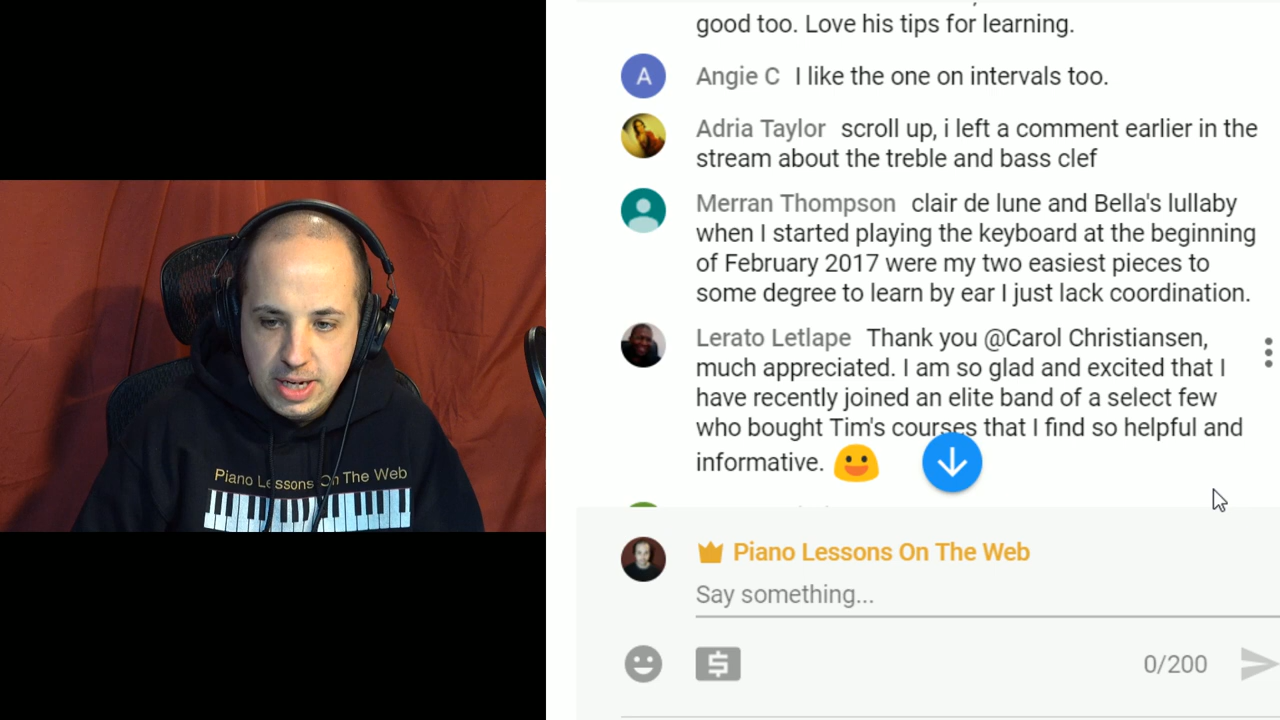 good too. Love his tips for learning.
A
Angie C I like the one on intervals too.
Adria Taylor scroll up, i left a comment earlier in the
stream about the treble and bass clef
Merran Thompson clair de lune and Bella's lullaby
when I started playing the keyboard at the beginning
of February 2017 were my two easiest pieces to
some degree to learn by ear I just lack coordination.
Lerato Letlape Thank you @Carol Christiansen,
much appreciated. I am so glad and excited that I
have recently joined an elite band of a select few
who bought Tim's courses that I find so helpful and
informative. 😃
Piano Lessons On The Web
Piano Lessons On The Web
Say something...
$
0/200